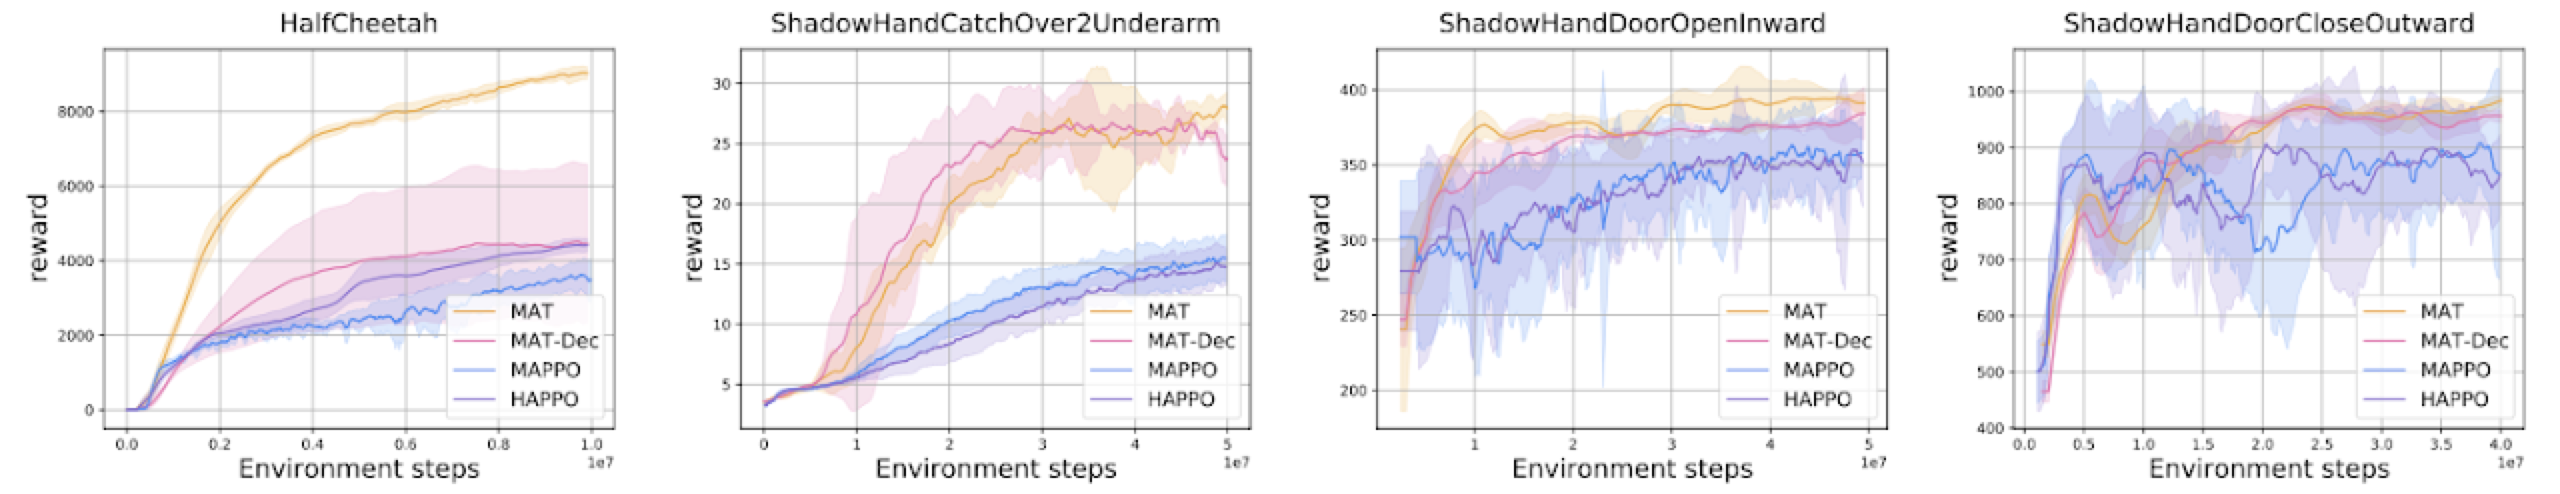 HalfCheetah
reward
8000
6000
4000
2000
0
0.0 0.2 0.4 0.6 0.8 1.0
1e7
Environment steps
MAT
MAT-Dec
MAPPO
HAPPO
ShadowHandCatchOver2Underarm
reward
30
25
20
15
10
5
0 1 2 3 4 5
1e7
Environment steps
MAT
MAT-Dec
MAPPO
HAPPO
ShadowHandDoorOpenInward
reward
400
350
300
250
200
1 2 3 4 5
1e7
Environment steps
MAT
MAT-Dec
MAPPO
HAPPO
ShadowHandDoorCloseOutward
reward
1000
900
800
700
600
500
400
0.0 0.5 1.0 1.5 2.0 2.5 3.0 3.5 4.0
1e7
Environment steps
MAT
MAT-Dec
MAPPO
HAPPO